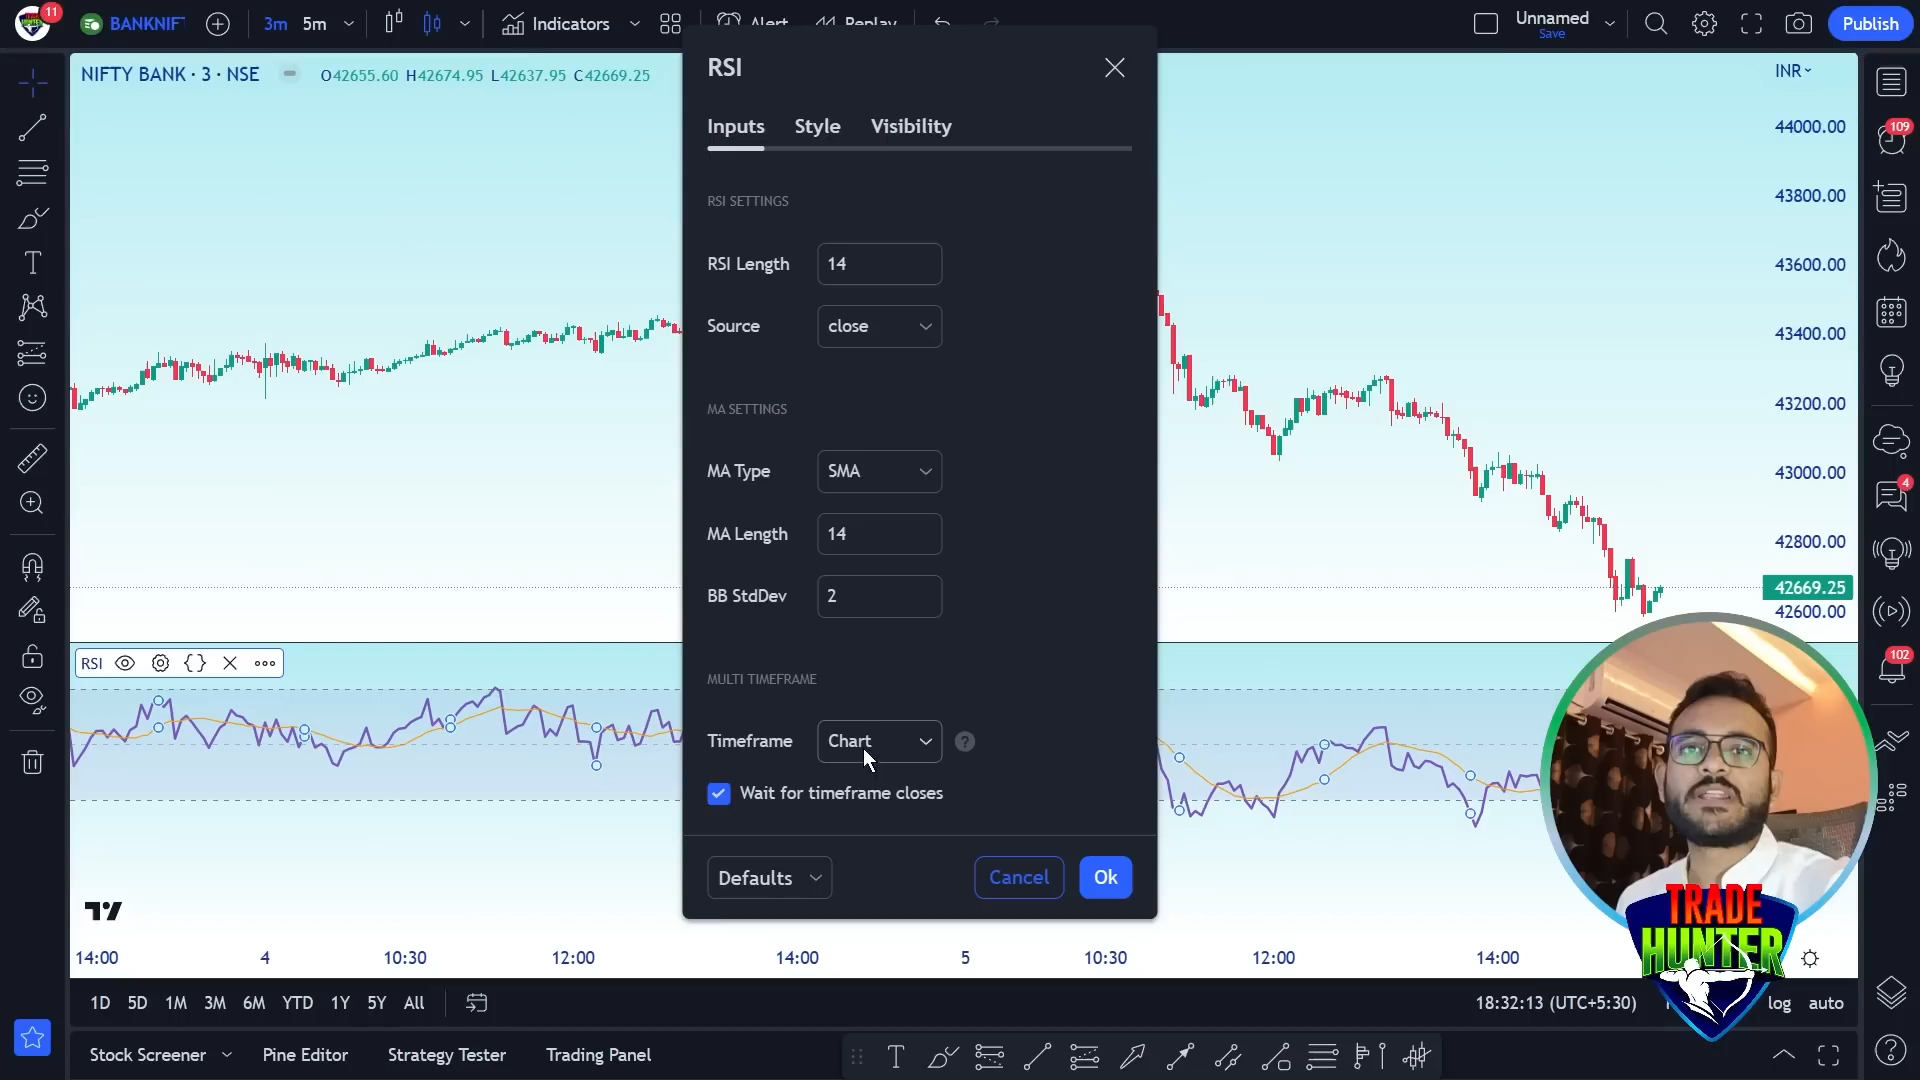 11
BANKNIFT
3m
5m
Indicators
Alert
Replay
Unnamed
Save
Publish
NIFTY BANK · 3 · NSE
O42655.60 H42674.95 L42637.95 C42669.25
INR
44000.00
43800.00
43600.00
43400.00
43200.00
43000.00
42800.00
42669.25
42600.00
RSI
Inputs
Style
Visibility
RSI SETTINGS
RSI Length
14
Source
close
MA SETTINGS
MA Type
SMA
MA Length
14
BB StdDev
2
MULTI TIMEFRAME
Timeframe
Chart
?
Wait for timeframe closes
Defaults
Cancel
Ok
RSI
109
4
102
14:00
4
10:30
12:00
14:00
5
10:30
12:00
14:00
TRADE
HUNTER
1D
5D
1M
3M
6M
YTD
1Y
5Y
All
18:32:13 (UTC+5:30)
log
auto
Stock Screener
Pine Editor
Strategy Tester
Trading Panel